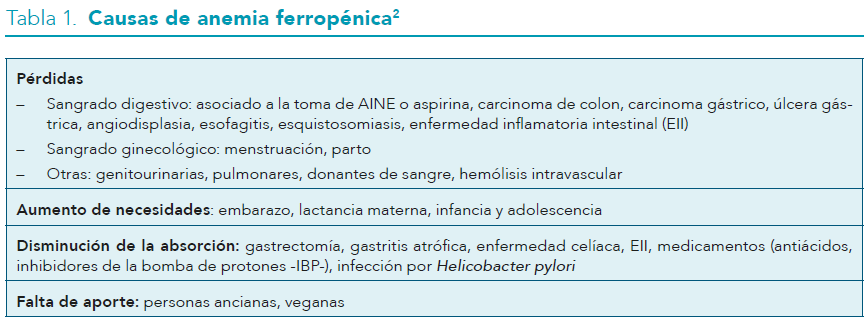 Tabla 1. Causas de anemia ferropénica²
Pérdidas
– Sangrado digestivo: asociado a la toma de AINE o aspirina, carcinoma de colon, carcinoma gástrico, úlcera gás-
trica, angiodisplasia, esofagitis, esquistosomiasis, enfermedad inflamatoria intestinal (EII)
– Sangrado ginecológico: menstruación, parto
– Otras: genitourinarias, pulmonares, donantes de sangre, hemólisis intravascular
Aumento de necesidades: embarazo, lactancia materna, infancia y adolescencia
Disminución de la absorción: gastrectomía, gastritis atrófica, enfermedad celíaca, EII, medicamentos (antiácidos,
inhibidores de la bomba de protones -IBP-), infección por Helicobacter pylori
Falta de aporte: personas ancianas, veganas